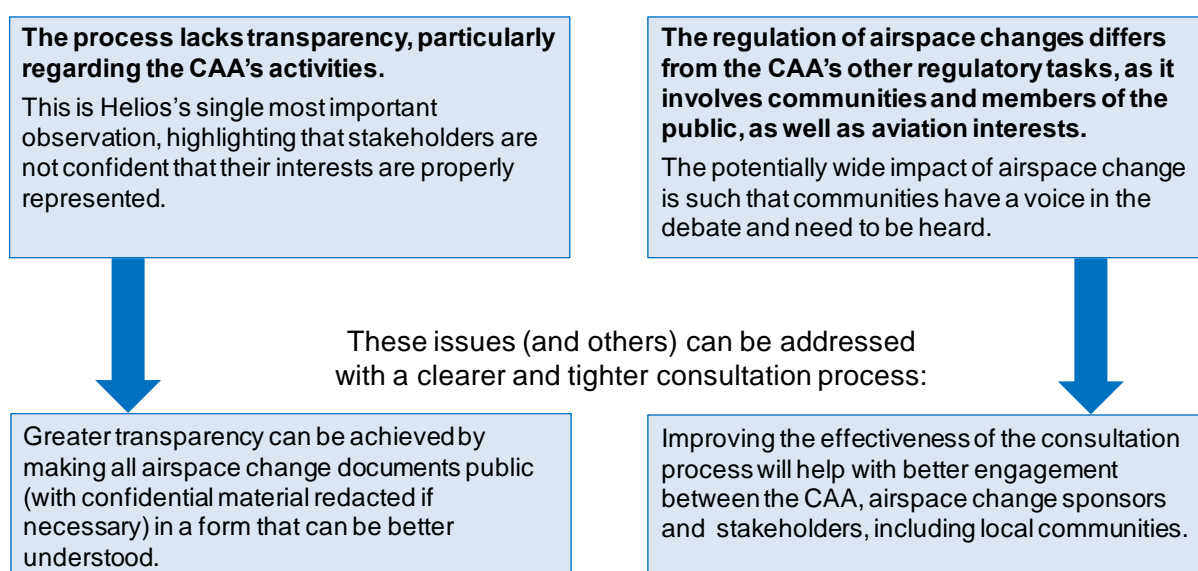 The process lacks transparency, particularly
regarding the CAA's activities.
This is Helios's single most important
observation, highlighting that stakeholders are
not confident that their interests are properly
represented.
The regulation of airspace changes differs
from the CAA's other regulatory tasks, as it
involves communities and members of the
public, as well as aviation interests.
The potentially wide impact of airspace change
is such that communities have a voice in the
debate and need to be heard.
These issues (and others) can be addressed
with a clearer and tighter consultation process:
Greater transparency can be achieved by
making all airspace change documents public
(with confidential material redacted if
necessary) in a form that can be better
understood.
Improving the effectiveness of the consultation
process will help with better engagement
between the CAA, airspace change sponsors
and stakeholders, including local communities.